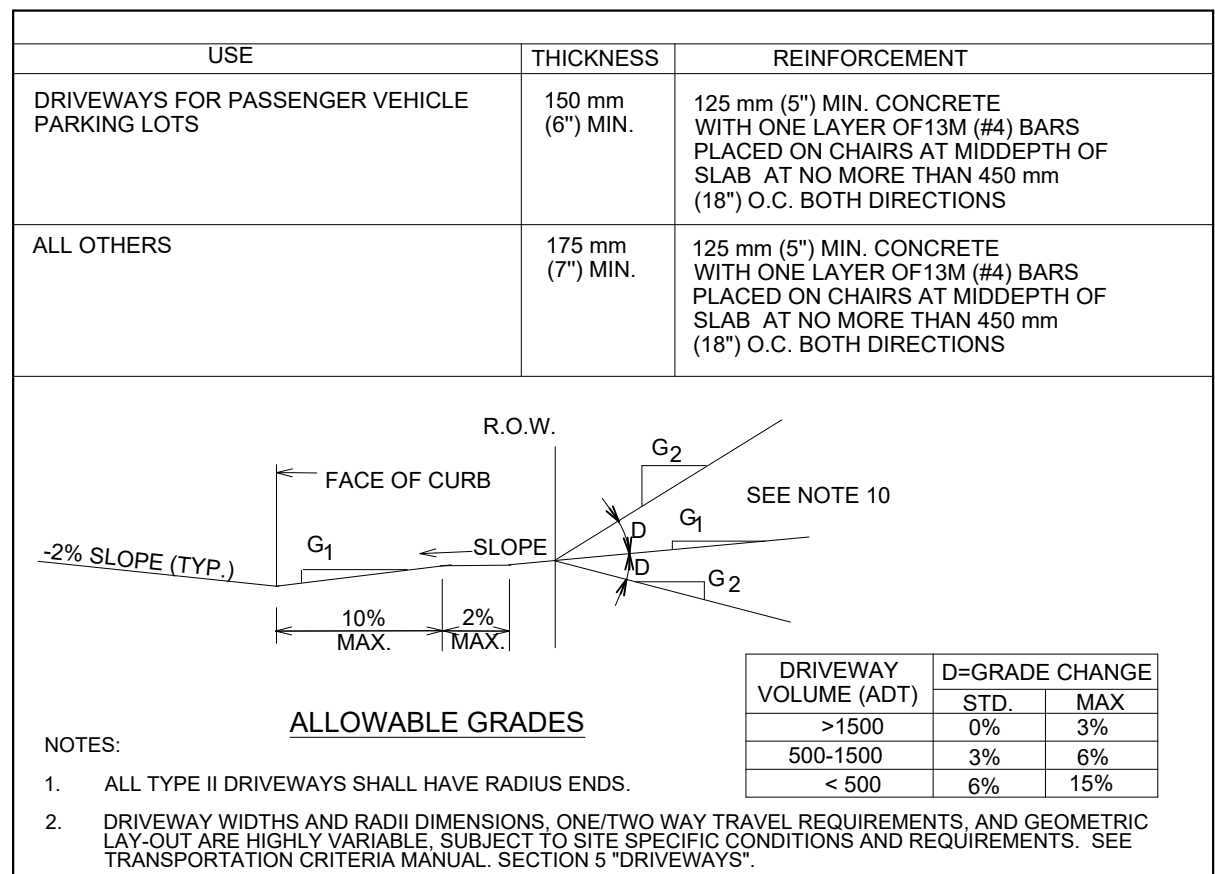 USE THICKNESS REINFORCEMENT
DRIVEWAYS FOR PASSENGER VEHICLE
PARKING LOTS
150 mm
(6") MIN.
125 mm (5") MIN. CONCRETE
WITH ONE LAYER OF13M (#4) BARS
PLACED ON CHAIRS AT MIDDEPTH OF
SLAB AT NO MORE THAN 450 mm
(18") O.C. BOTH DIRECTIONS
ALL OTHERS
175 mm
(7") MIN.
125 mm (5") MIN. CONCRETE
WITH ONE LAYER OF13M (#4) BARS
PLACED ON CHAIRS AT MIDDEPTH OF
SLAB AT NO MORE THAN 450 mm
(18") O.C. BOTH DIRECTIONS
R.O.W.
FACE OF CURB
G2
SEE NOTE 10
G1
D
-2% SLOPE (TYP.)
G1
SLOPE
D
G2
10%
MAX.
2%
MAX.
ALLOWABLE GRADES
DRIVEWAY
VOLUME (ADT)
D=GRADE CHANGE
STD. MAX
>1500 0% 3%
500-1500 3% 6%
< 500 6% 15%
NOTES:
1. ALL TYPE II DRIVEWAYS SHALL HAVE RADIUS ENDS.
2. DRIVEWAY WIDTHS AND RADII DIMENSIONS, ONE/TWO WAY TRAVEL REQUIREMENTS, AND GEOMETRIC
LAY-OUT ARE HIGHLY VARIABLE, SUBJECT TO SITE SPECIFIC CONDITIONS AND REQUIREMENTS. SEE
TRANSPORTATION CRITERIA MANUAL. SECTION 5 "DRIVEWAYS".